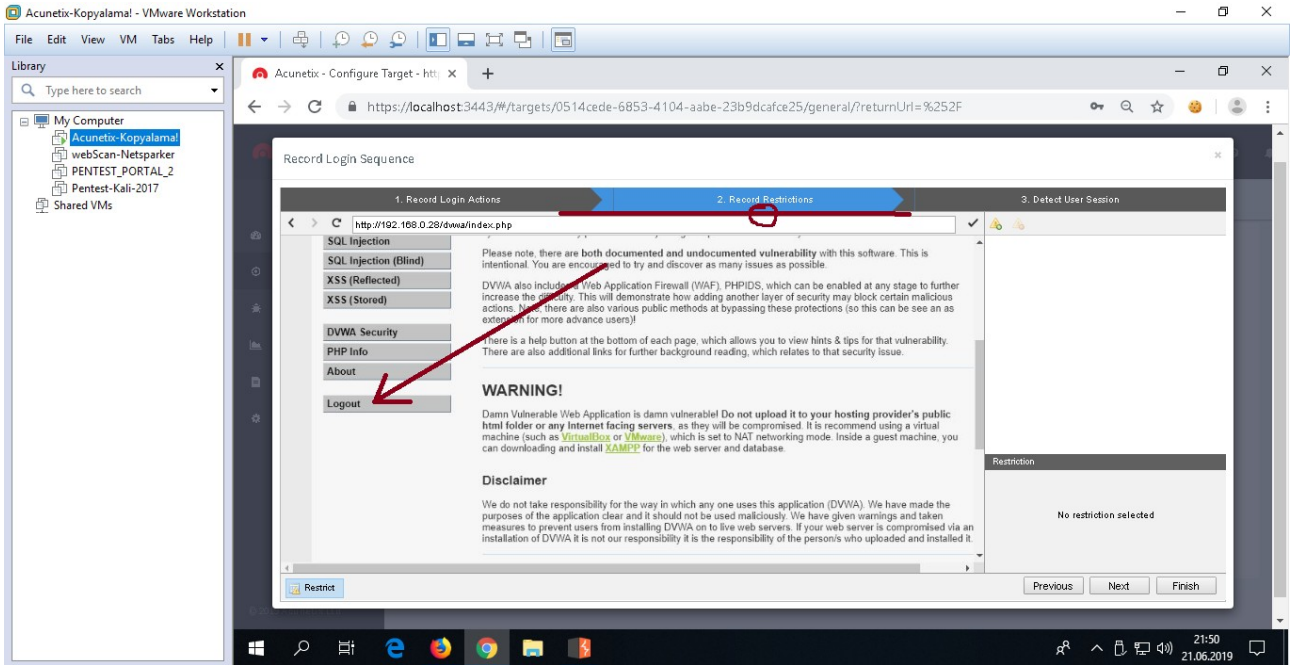 Acunetix-Kopyalama! - VMware Workstation
File Edit View VM Tabs Help
Library
Type here to search
My Computer
Acunetix-Kopyalama!
webScan-Netsparker
PENTEST_PORTAL_2
Pentest-Kali-2017
Shared VMs
Acunetix - Configure Target - htt
https://localhost:3443/#/targets/0514cede-6853-4104-aabe-23b9dcafce25/general/?returnUrl=%252F
Record Login Sequence
1. Record Login Actions
2. Record Restrictions
3. Detect User Session
http://192.168.0.28/dvwa/index.php
SQL Injection
SQL Injection (Blind)
XSS (Reflected)
XSS (Stored)
DVWA Security
PHP Info
About
Logout
Please note, there are both documented and undocumented vulnerability with this software. This is
intentional. You are encouraged to try and discover as many issues as possible.
DVWA also includes a Web Application Firewall (WAF), PHPIDS, which can be enabled at any stage to further
increase the difficulty. This will demonstrate how adding another layer of security may block certain malicious
actions. Note, there are also various public methods at bypassing these protections (so this can be see an as
extension for more advance users)!
There is a help button at the bottom of each page, which allows you to view hints & tips for that vulnerability.
There are also additional links for further background reading, which relates to that security issue.
WARNING!
Damn Vulnerable Web Application is damn vulnerable! Do not upload it to your hosting provider's public
html folder or any Internet facing servers, as they will be compromised. It is recommend using a virtual
machine (such as VirtualBox or VMware), which is set to NAT networking mode. Inside a guest machine, you
can downloading and install XAMPP for the web server and database.
Disclaimer
We do not take responsibility for the way in which any one uses this application (DVWA). We have made the
purposes of the application clear and it should not be used maliciously. We have given warnings and taken
measures to prevent users from installing DVWA on to live web servers. If your web server is compromised via an
installation of DVWA it is not our responsibility it is the responsibility of the person/s who uploaded and installed it.
Restriction
No restriction selected
Restrict
Previous
Next
Finish
21:50
21.06.2019